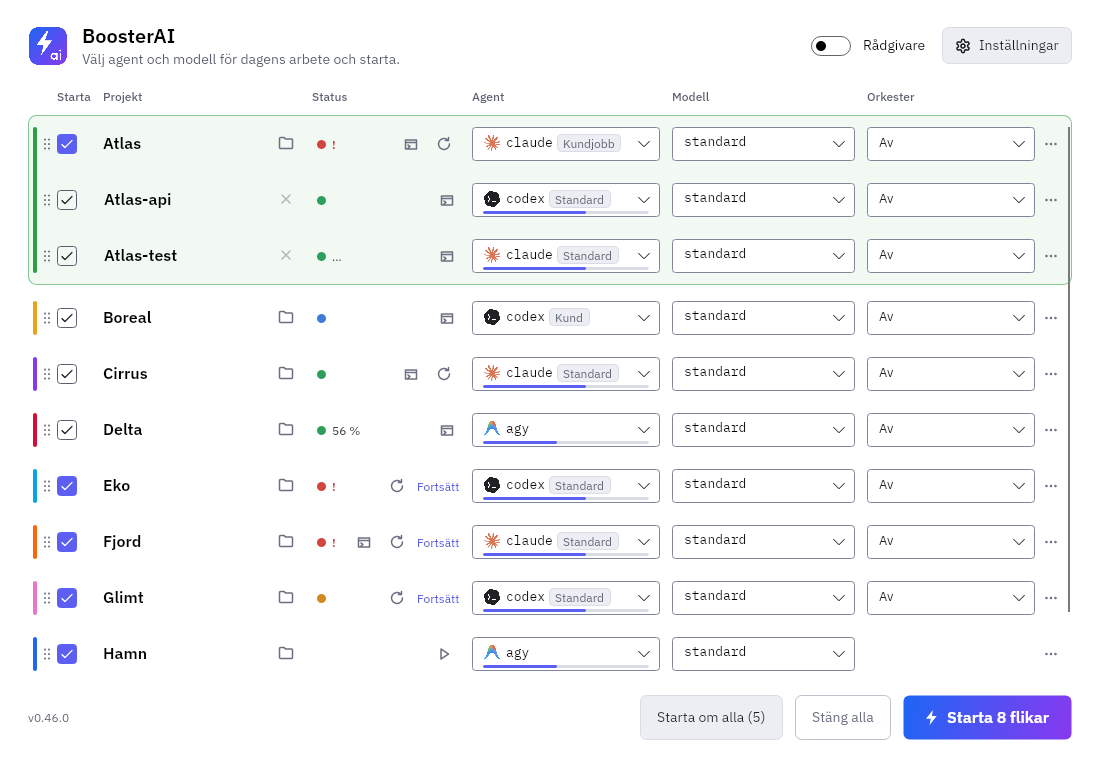 ai
BoosterAI
Välj agent och modell för dagens arbete och starta.
Rådgivare
Inställningar
Starta Projekt Status Agent Modell Orkester
Atlas ! claude Kundjobb standard Av
Atlas-api codex Standard standard Av
Atlas-test ... claude Standard standard Av
Boreal codex Kund standard Av
Cirrus claude Standard standard Av
Delta 56 % agy standard Av
Eko ! Fortsätt codex Standard standard Av
Fjord ! Fortsätt claude Standard standard Av
Glimt Fortsätt codex Standard standard Av
Hamn agy standard
v0.46.0 Starta om alla (5) Stäng alla Starta 8 flikar